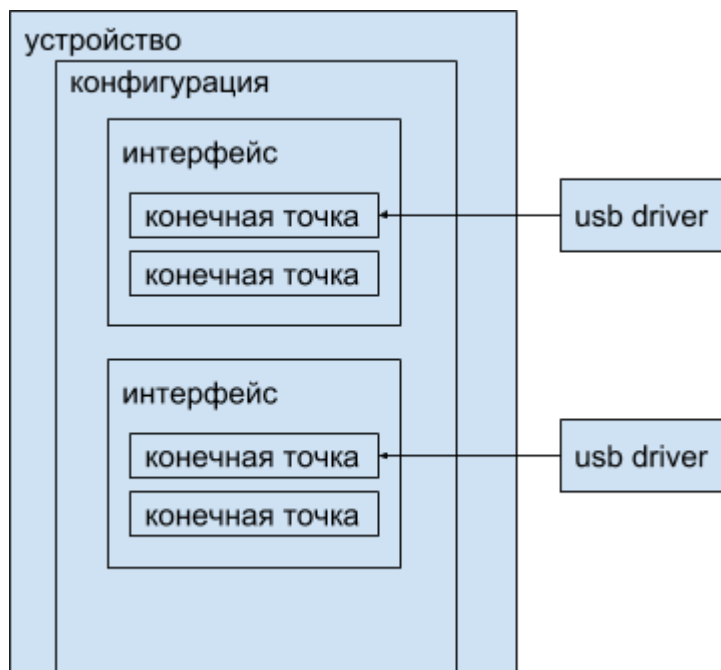 устройство
конфигурация
интерфейс
конечная точка
usb driver
конечная точка
интерфейс
конечная точка
usb driver
конечная точка